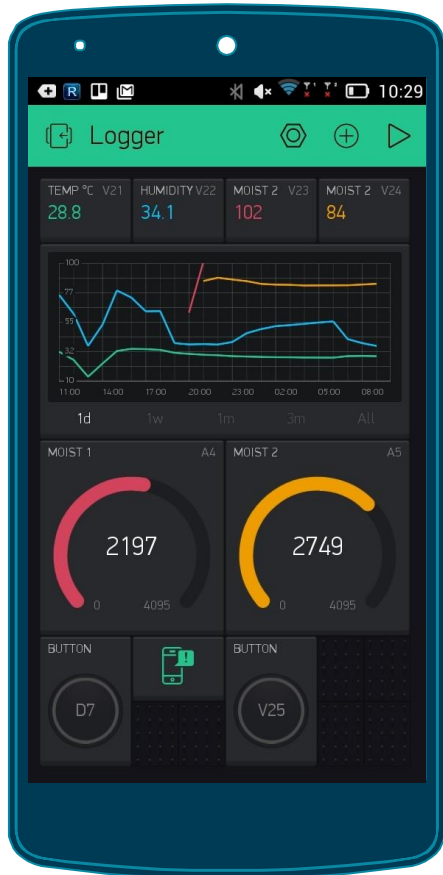 R M 10:29
Logger
TEMP °C V21 HUMIDITY V22 MOIST 2 V23 MOIST 2 V24
28.8 34.1 102 84
100
77
55
32
10
11:00 14:00 17:00 20:00 23:00 02:00 05:00 08:00
1d 1w 1m 3m All
MOIST 1 A4 MOIST 2 A5
2197 2749
0 4095 0 4095
BUTTON BUTTON
D7 V25